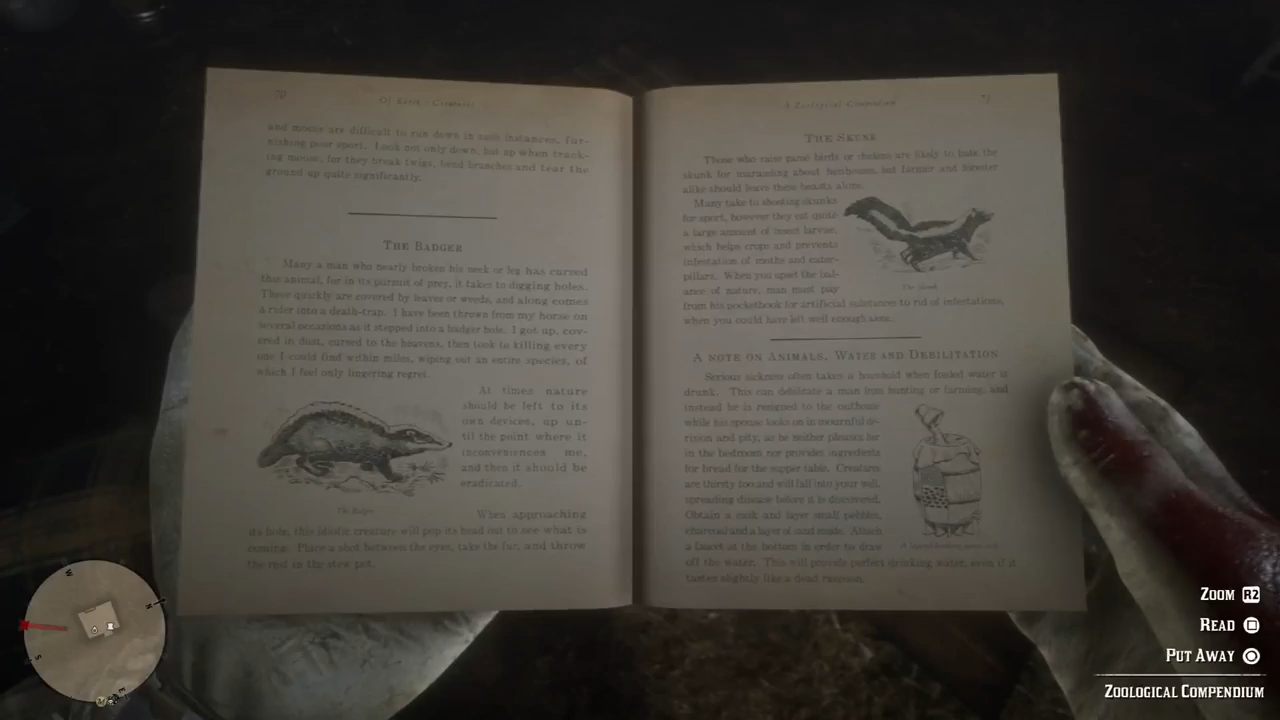 70
Of Earth's Creatures
and moose are difficult to run down in such instances, fur-
nishing poor sport. Look not only down, but up when track-
ing moose, for they break twigs, bend branches and tear the
ground up quite significantly.
The Badger
Many a man who nearly broken his neck or leg has cursed
this animal, for in its pursuit of prey, it takes to digging holes.
These quickly are covered by leaves or weeds, and along comes
a rider into a death-trap. I have been thrown from my horse on
several occasions as it stepped into a badger hole. I got up, cov-
ered in dust, cursed to the heavens, then took to killing every
one I could find within miles, wiping out an entire species, of
which I feel only lingering regret.
At times nature
should be left to its
own devices, up un-
til the point where it
inconveniences me,
and then it should be
eradicated.
The Badger
When approaching
its hole, this idiotic creature will pop its head out to see what is
coming. Place a shot between the eyes, take the fur, and throw
the rest in the stew pot.
A Zoological Compendium
71
The Skunk
Those who raise game birds or chickens are likely to hate the
skunk for marauding about henhouses, but farmer and forester
alike should leave these beasts alone.
Many take to shooting skunks
for sport, however they eat quite
a large amount of insect larvae,
which helps crops and prevents
infestation of moths and cater-
pillars. When you upset the bal-
ance of nature, man must pay
The Skunk
from his pocketbook for artificial substances to rid of infestations,
when you could have left well enough alone.
A note on Animals, Water and Debilitation
Serious sickness often takes a household when fouled water is
drunk. This can debilitate a man from hunting or farming, and
instead he is resigned to the outhouse
while his spouse looks on in mournful de-
rision and pity, as he neither pleases her
in the bedroom nor provides ingredients
for bread for the supper table. Creatures
are thirsty too and will fall into your well,
spreading disease before it is discovered.
Obtain a cask and layer small pebbles,
charcoal and a layer of sand inside. Attach
a faucet at the bottom in order to draw
off the water. This will provide perfect drinking water, even if it
tastes slightly like a dead raccoon.
W
N
S
E
Zoom R2
Read
Put Away
Zoological Compendium